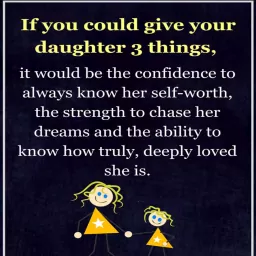 If you could give your
daughter 3 things,
it would be the confidence to
always know her self-worth,
the strength to chase her
dreams and the ability to
know how truly, deeply loved
she is.